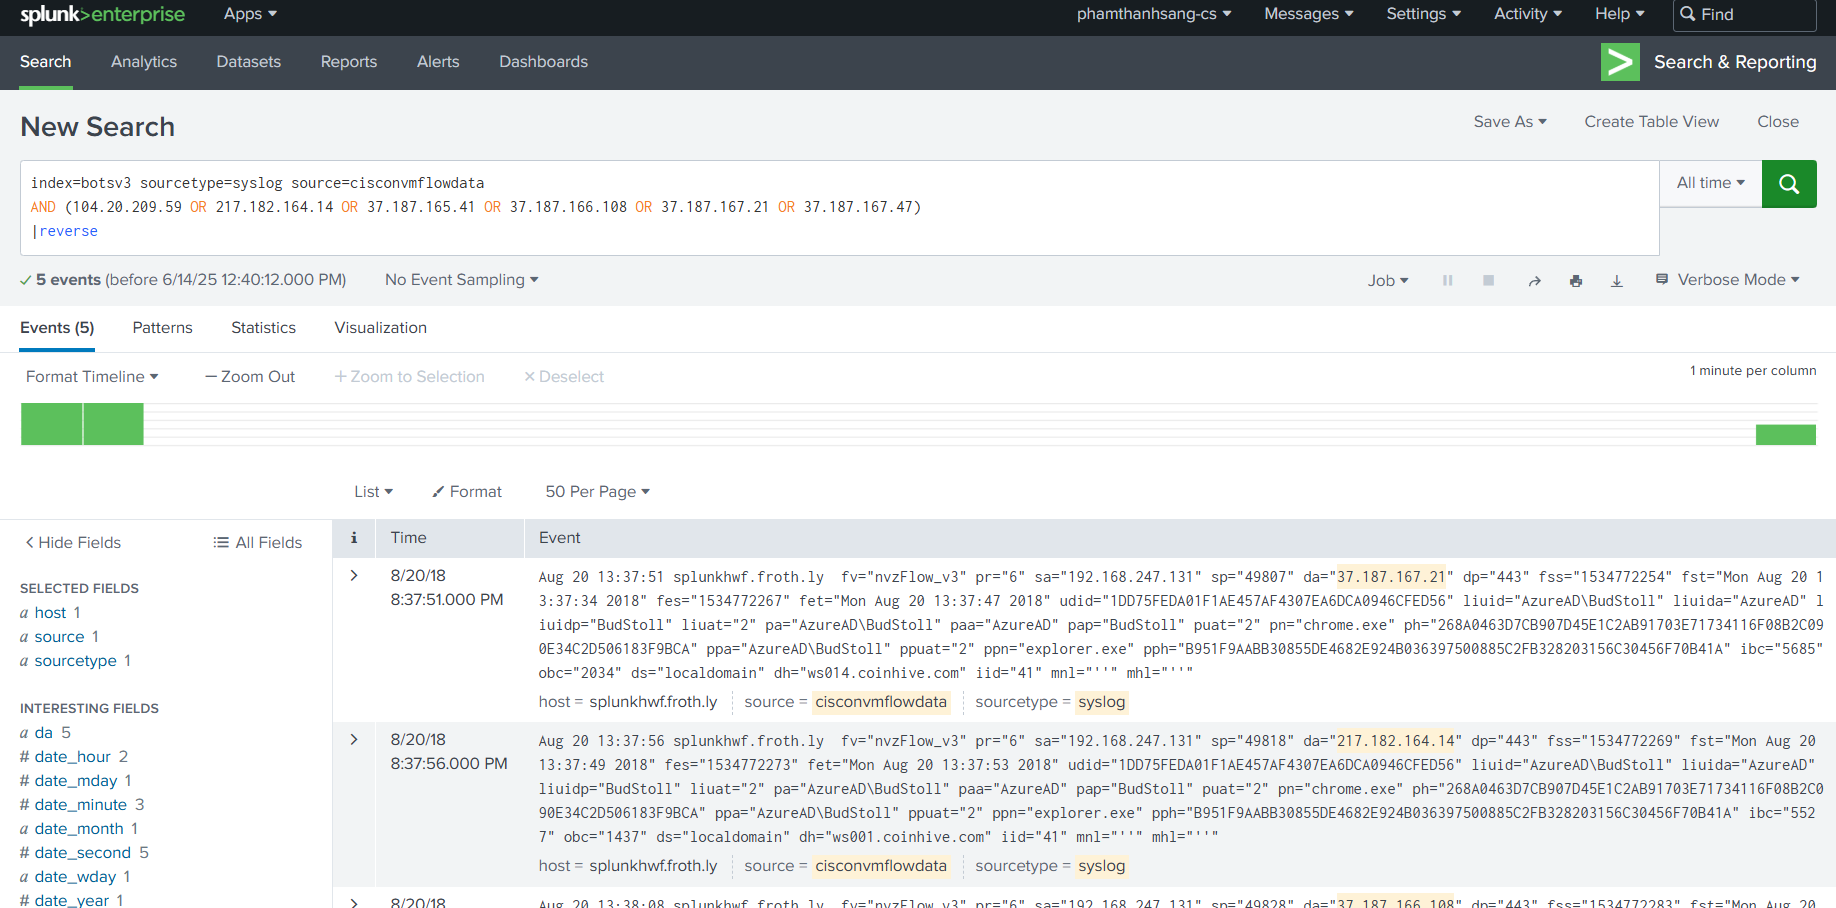 splunk>enterprise Apps phamthanhsang-cs Messages Settings Activity Help Find
Search Analytics Datasets Reports Alerts Dashboards Search & Reporting
New Search Save As Create Table View Close
index=botsv3 sourcetype=syslog source=cisconvmflowdata
AND (104.20.209.59 OR 217.182.164.14 OR 37.187.165.41 OR 37.187.166.108 OR 37.187.167.21 OR 37.187.167.47)
|reverse
All time
5 events (before 6/14/25 12:40:12.000 PM) No Event Sampling Job Verbose Mode
Events (5) Patterns Statistics Visualization
Format Timeline — Zoom Out + Zoom to Selection × Deselect 1 minute per column
List Format 50 Per Page
< Hide Fields All Fields
SELECTED FIELDS
a host 1
a source 1
a sourcetype 1
INTERESTING FIELDS
a da 5
# date_hour 2
# date_mday 1
# date_minute 3
a date_month 1
# date_second 5
a date_wday 1
# date_year 1
i Time Event
8/20/18
8:37:51.000 PM
Aug 20 13:37:51 splunkhwf.froth.ly fv="nvzFlow_v3" pr="6" sa="192.168.247.131" sp="49807" da="37.187.167.21" dp="443" fss="1534772254" fst="Mon Aug 20 1
3:37:34 2018" fes="1534772267" fet="Mon Aug 20 13:37:47 2018" udid="1DD75FEDA01F1AE457AF4307EA6DCA0946CFED56" liuid="AzureAD\BudStoll" liuida="AzureAD" l
iuidp="BudStoll" liuat="2" pa="AzureAD\BudStoll" paa="AzureAD" pap="BudStoll" puat="2" pn="chrome.exe" ph="268A0463D7CB907D45E1C2AB91703E71734116F08B2C09
0E34C2D506183F9BCA" ppa="AzureAD\BudStoll" ppuat="2" ppn="explorer.exe" pph="B951F9AABB30855DE4682E924B036397500885C2FB328203156C30456F70B41A" ibc="5685"
obc="2034" ds="localdomain" dh="ws014.coinhive.com" iid="41" mnl="''" mhl="''"
host = splunkhwf.froth.ly source = cisconvmflowdata sourcetype = syslog
8/20/18
8:37:56.000 PM
Aug 20 13:37:56 splunkhwf.froth.ly fv="nvzFlow_v3" pr="6" sa="192.168.247.131" sp="49818" da="217.182.164.14" dp="443" fss="1534772269" fst="Mon Aug 20
13:37:49 2018" fes="1534772273" fet="Mon Aug 20 13:37:53 2018" udid="1DD75FEDA01F1AE457AF4307EA6DCA0946CFED56" liuid="AzureAD\BudStoll" liuida="AzureAD"
liuidp="BudStoll" liuat="2" pa="AzureAD\BudStoll" paa="AzureAD" pap="BudStoll" puat="2" pn="chrome.exe" ph="268A0463D7CB907D45E1C2AB91703E71734116F08B2C0
90E34C2D506183F9BCA" ppa="AzureAD\BudStoll" ppuat="2" ppn="explorer.exe" pph="B951F9AABB30855DE4682E924B036397500885C2FB328203156C30456F70B41A" ibc="552
7" obc="1437" ds="localdomain" dh="ws001.coinhive.com" iid="41" mnl="''" mhl="''"
host = splunkhwf.froth.ly source = cisconvmflowdata sourcetype = syslog
8/20/18
Aug 20 13:38:08 splunkhwf.froth.ly fv="nvzFlow_v3" pr="6" sa="192.168.247.131" sp="49828" da="37.187.166.108" dp="443" fss="1534772283" fst="Mon Aug 20